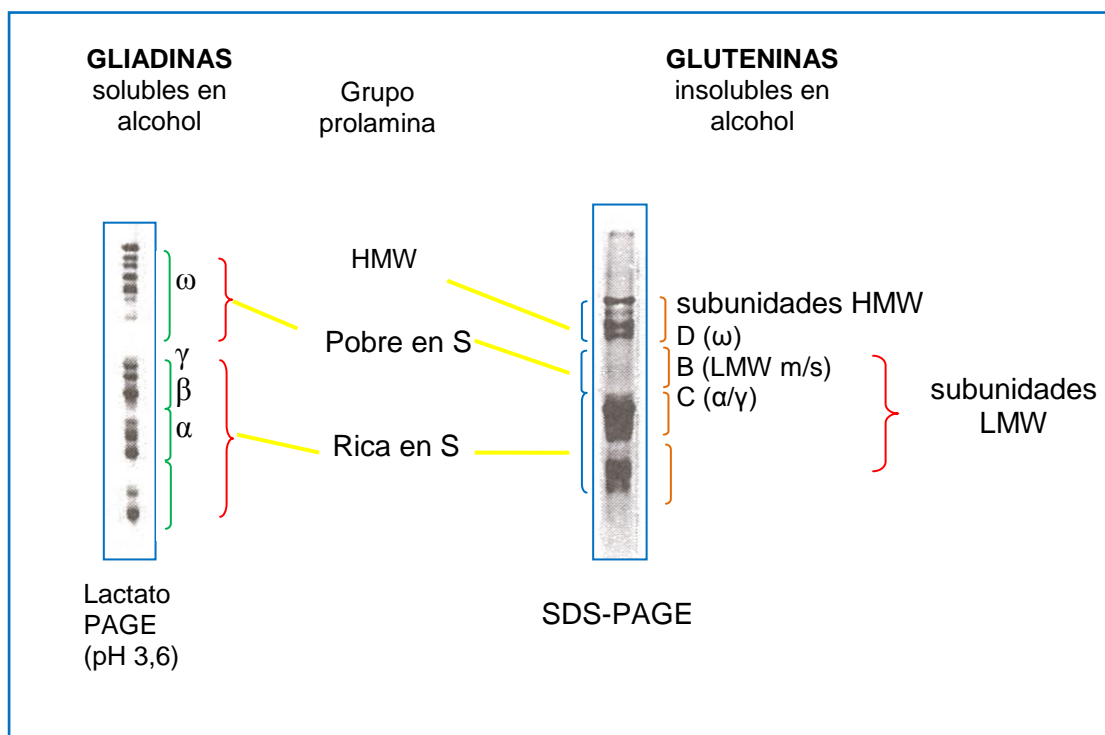 GLIADINAS
solubles en
alcohol
Grupo
prolamina
GLUTENINAS
insolubles en
alcohol
ω
γ
β
α
HMW
Pobre en S
Rica en S
subunidades HMW
D (ω)
B (LMW m/s)
C (α/γ)
subunidades
LMW
Lactato
PAGE
(pH 3,6)
SDS-PAGE